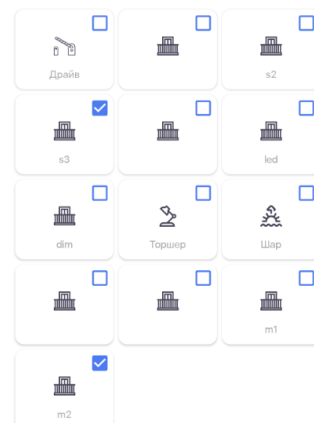 Драйв
s2
s3
led
dim
Торшер
Шар
m1
m2